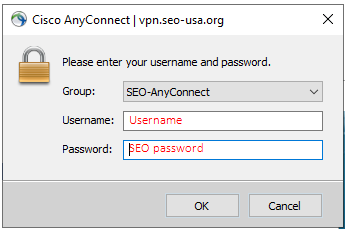 Cisco AnyConnect | vpn.seo-usa.org
Please enter your username and password.
Group: SEO-AnyConnect
Username: Username
Password: SEO password
OK Cancel